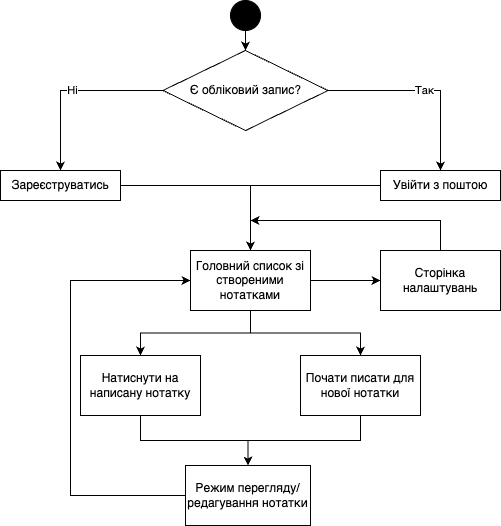 Є обліковий запис?
Ні
Так
Зареєструватись
Увійти з поштою
Головний список зі
створеними
нотатками
Сторінка
налаштувань
Натиснути на
написану нотатку
Почати писати для
нової нотатки
Режим перегляду/
редагування нотатки